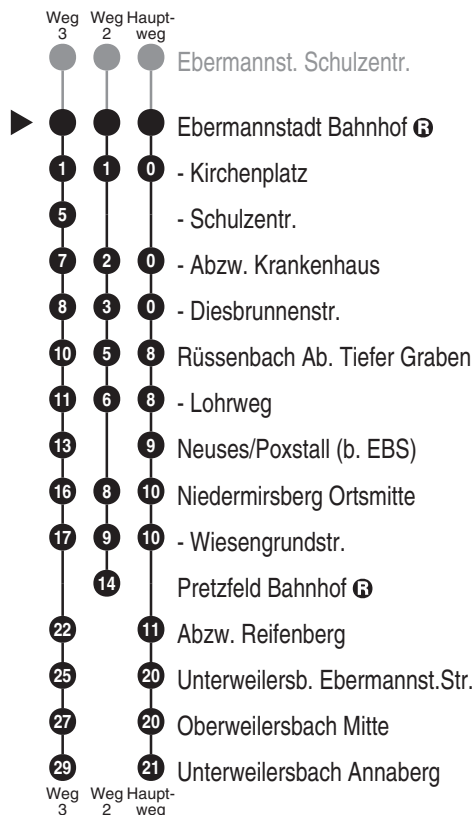 Weg Weg Haupt-
3 2 weg
Ebermannst. Schulzentr.
Ebermannstadt Bahnhof R
1 1 0 - Kirchenplatz
5 - Schulzentr.
7 2 0 - Abzw. Krankenhaus
8 3 0 - Diesbrunnenstr.
10 5 8 Rüssenbach Ab. Tiefer Graben
11 6 8 - Lohrweg
13 9 Neuses/Poxstall (b. EBS)
16 8 10 Niedermirsberg Ortsmitte
17 9 10 - Wiesengrundstr.
14 Pretzfeld Bahnhof R
22 11 Abzw. Reifenberg
25 20 Unterweilersb. Ebermannst.Str.
27 20 Oberweilersbach Mitte
29 21 Unterweilersbach Annaberg
Weg Weg Haupt-
3 2 weg